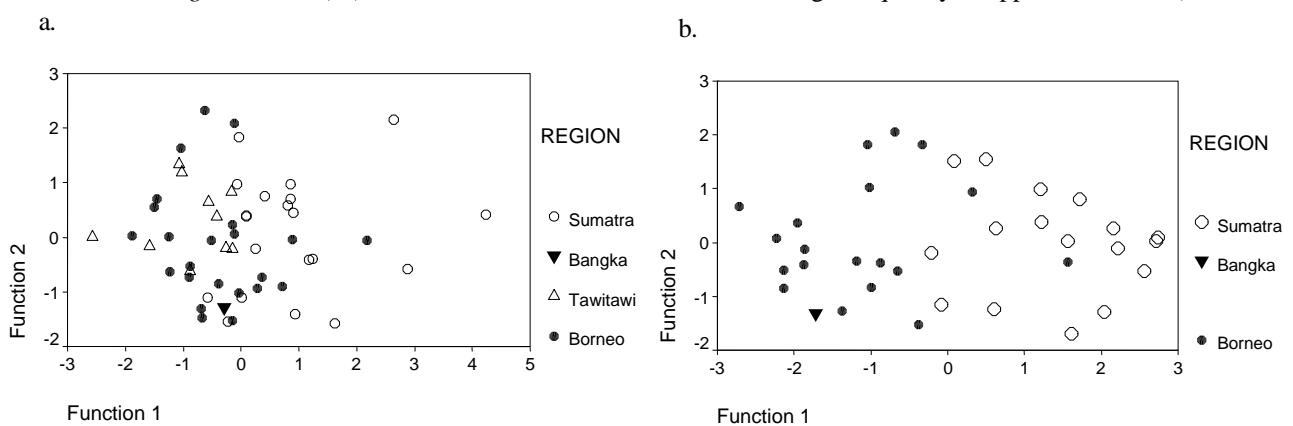 a.
b.
3
2
1
0
-1
-2
-3 -2 -1 0 1 2 3 4 5
Function 2
Function 1
REGION
Sumatra
Bangka
Tawitawi
Borneo
3
2
1
0
-1
-2
-3 -2 -1 0 1 2 3
Function 2
Function 1
REGION
Sumatra
Bangka
Borneo